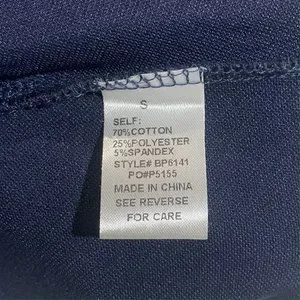 S
SELF:
70%COTTON
25%POLYESTER
5%SPANDEX
STYLE# BP6141
PO#P5155
MADE IN CHINA
SEE REVERSE
FOR CARE